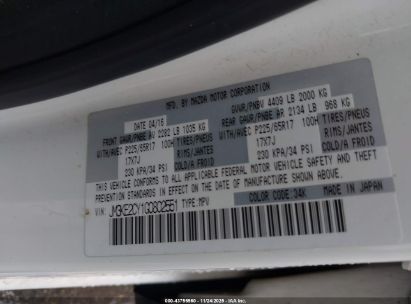 MFD. BY MAZDA MOTOR CORPORATION
DATE 04/16 GVWR/PNBV 4409 LB 2000 KG
FRONT GAWR/PNBE AV 2282 LB 1035 KG REAR GAWR/PNBE AR 2134 LB 968 KG
WITH/AVEC P225/65R17 100H TIRES/PNEUS WITH/AVEC P225/65R17 100H TIRES/PNEUS
17X7J RIMS/JANTES 17X7J RIMS/JANTES
230 KPA/34 PSI COLD/A FROID 230 KPA/34 PSI COLD/A FROID
THIS VEHICLE CONFORMS TO ALL APPLICABLE FEDERAL MOTOR VEHICLE SAFETY, BUMPER, AND THEFT
PREVENTION STANDARDS IN EFFECT ON THE DATE OF MANUFACTURE SHOWN ABOVE.
VIN: TYPE:MPV COLOR CODE:34K MADE IN JAPAN
11/24/2025